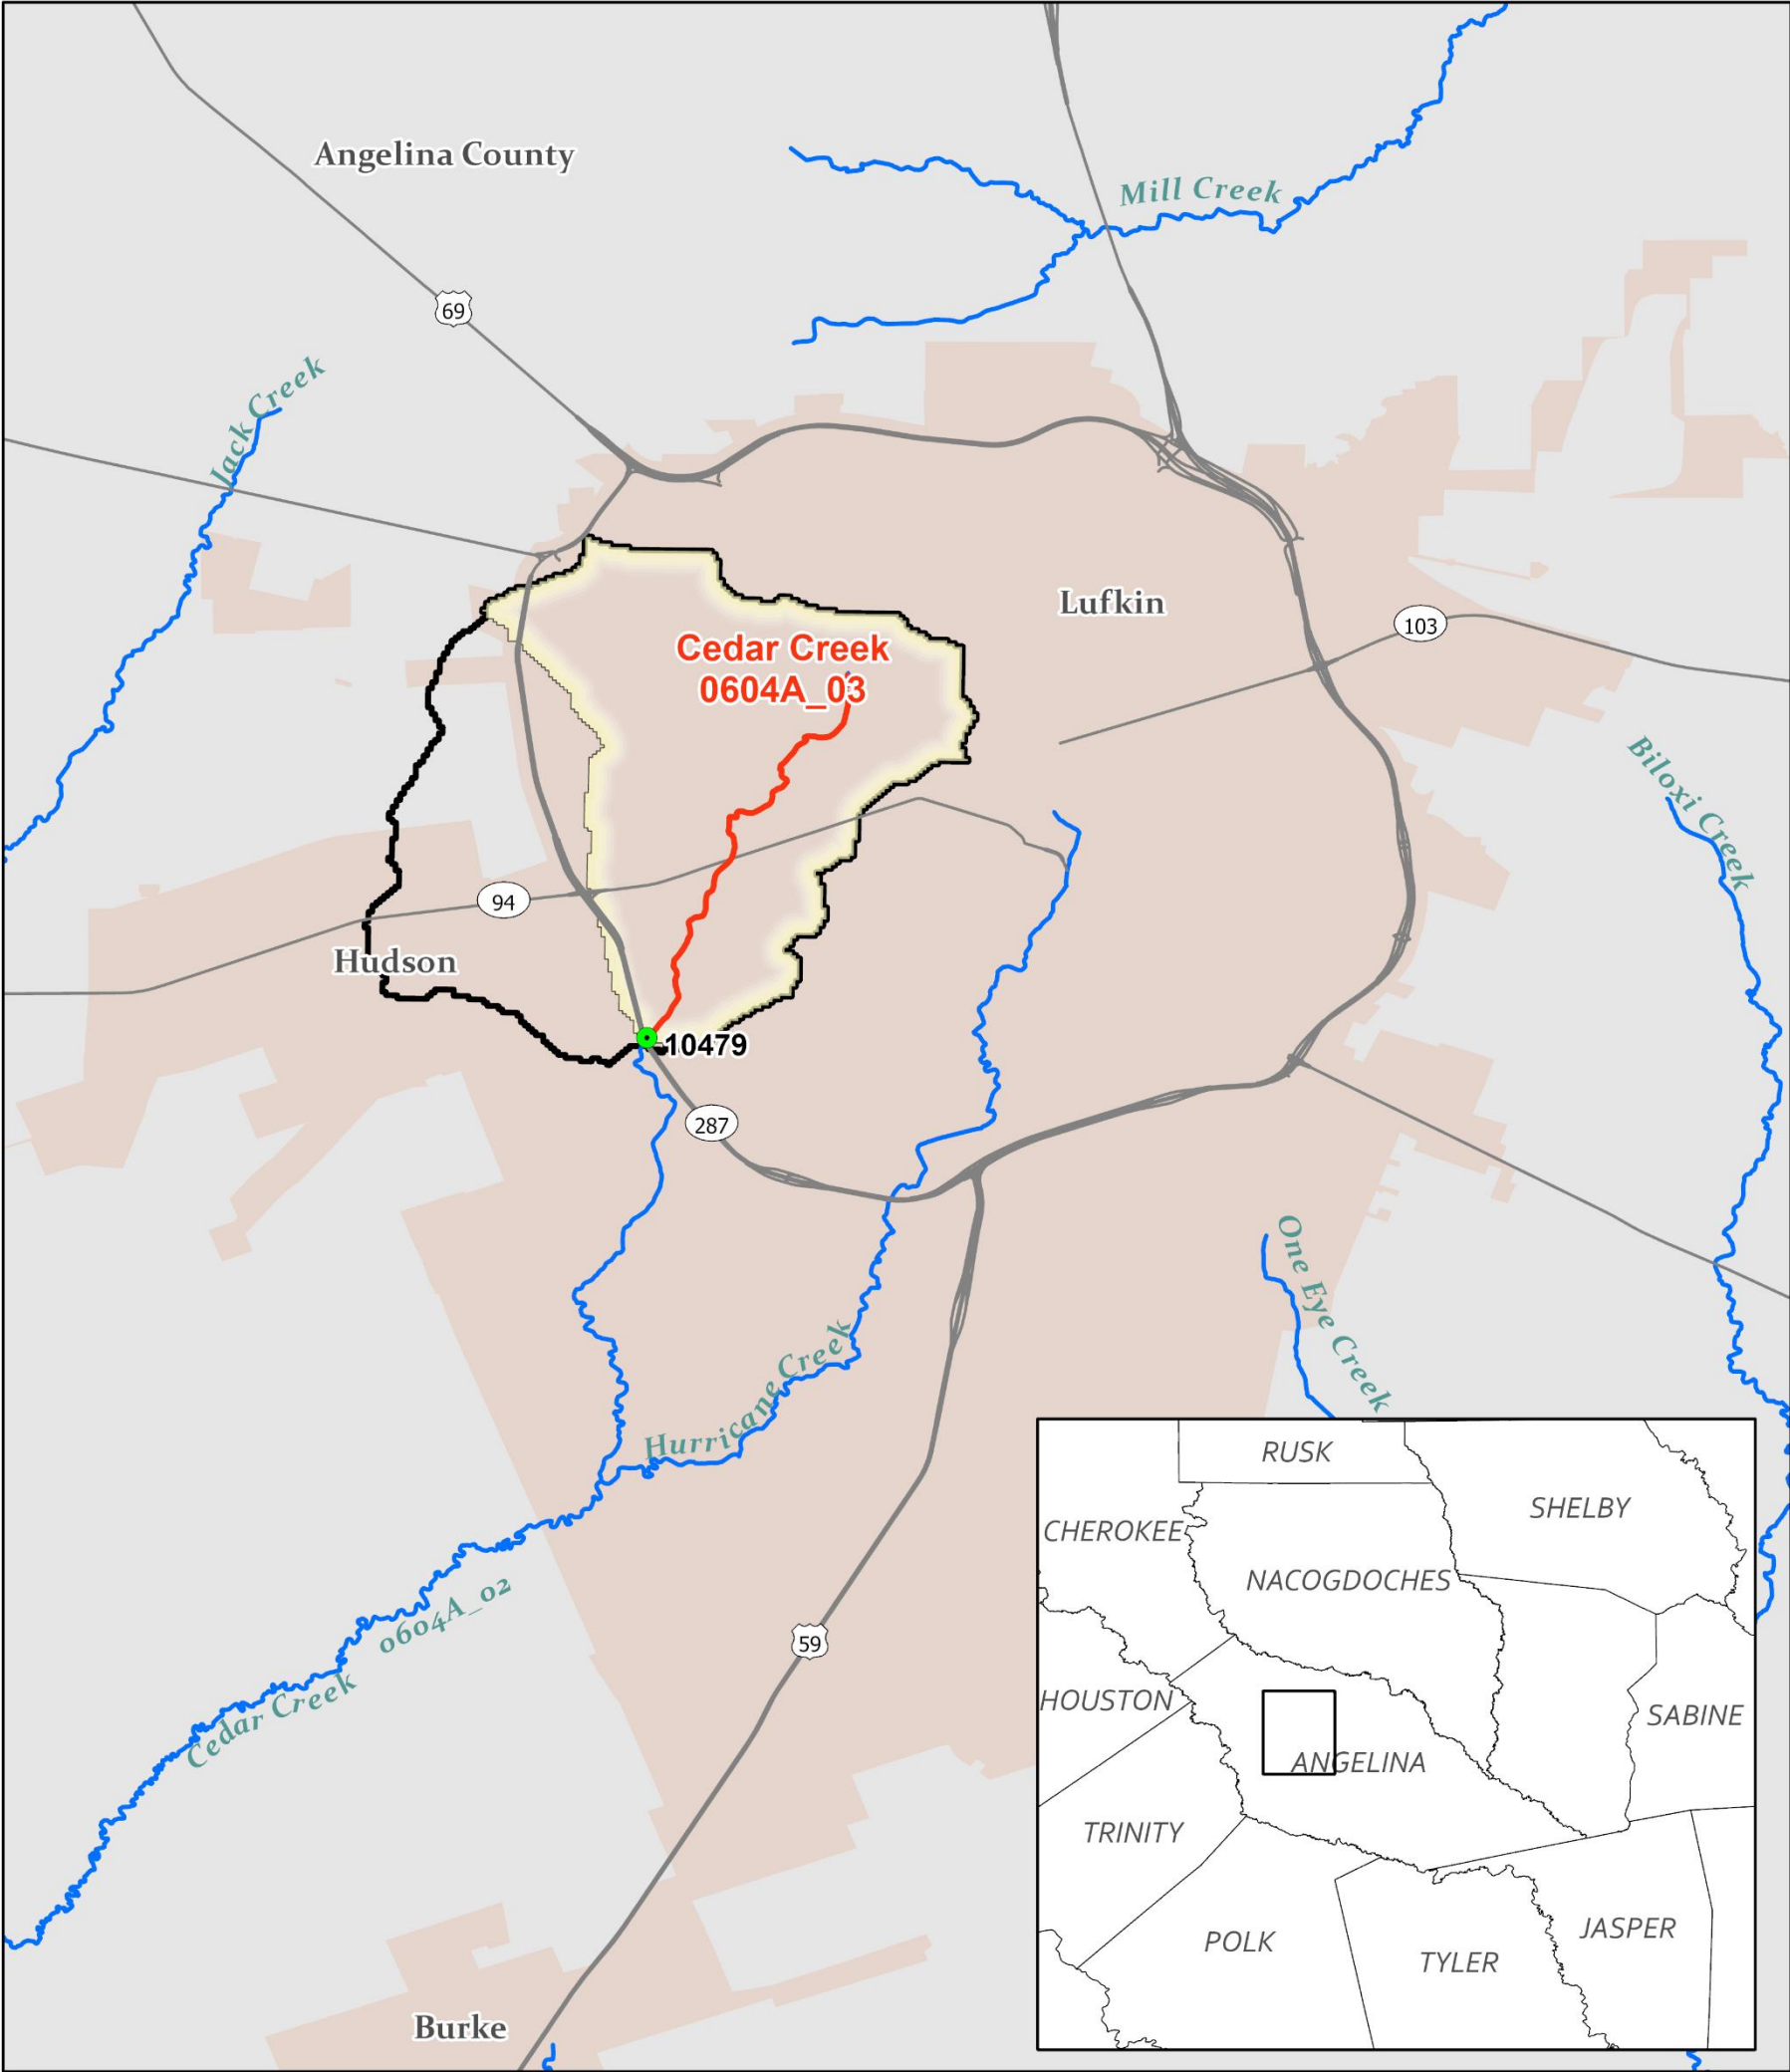 Angelina County
Mill Creek
69
Jack Creek
Lufkin
103
Cedar Creek
0604A_03
Biloxi Creek
94
Hudson
10479
287
One Eye Creek
Hurricane Creek
0604A_02
Cedar Creek
59
Burke
RUSK
SHELBY
CHEROKEE
NACOGDOCHES
HOUSTON
SABINE
ANGELINA
TRINITY
POLK
JASPER
TYLER